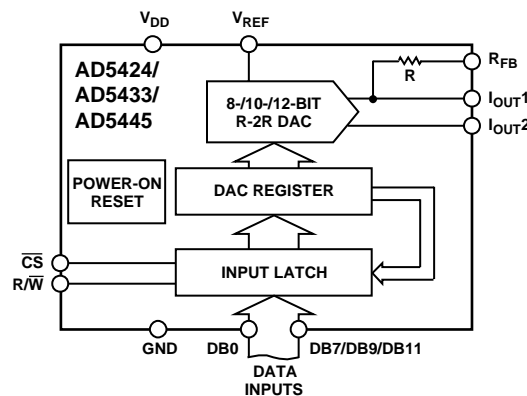 VDD
VREF
AD5424/
AD5433/
AD5445
RFB
R
8-/10-/12-BIT
R-2R DAC
IOUT1
IOUT2
POWER-ON
RESET
DAC REGISTER
CS
R/W
INPUT LATCH
GND
DB0
DB7/DB9/DB11
DATA
INPUTS